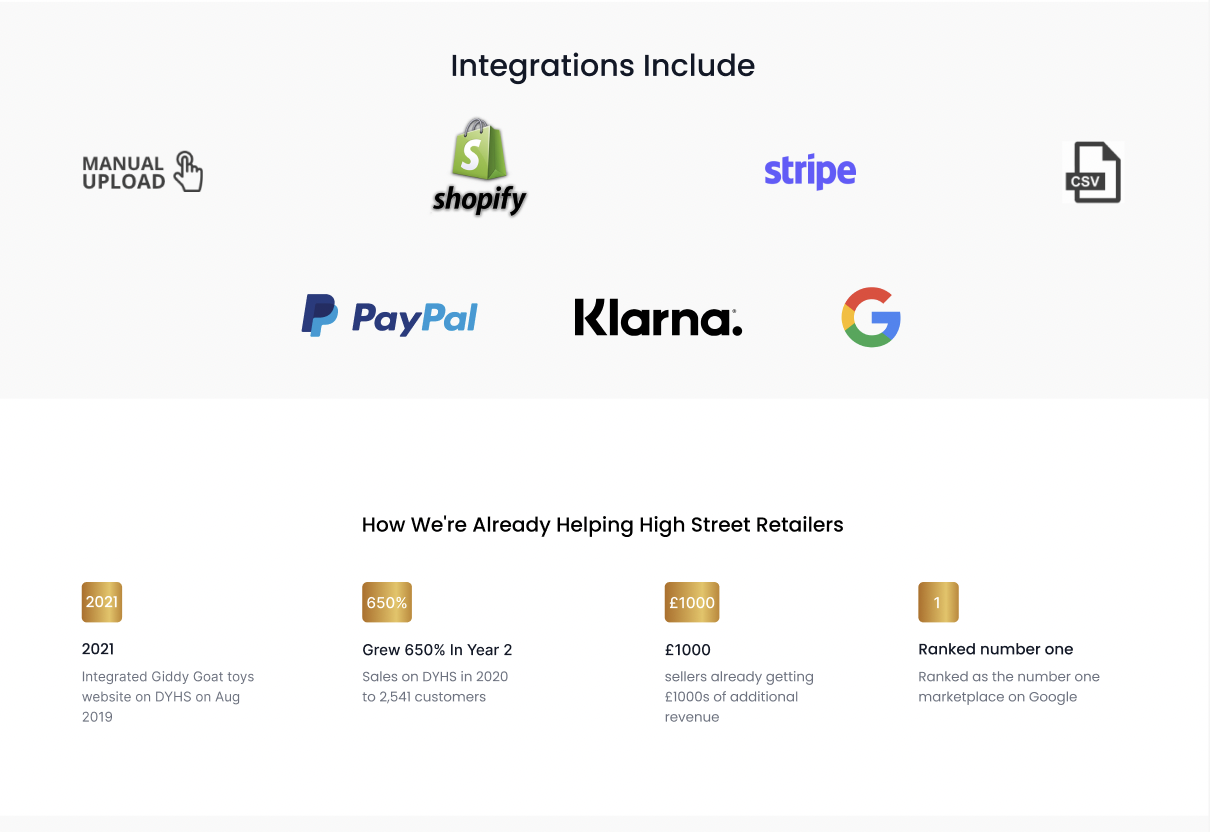 Integrations Include
MANUAL
UPLOAD
S
shopify
stripe
CSV
PayPal
Klarna.
G
How We're Already Helping High Street Retailers
2021
650%
£1000
1
2021
Grew 650% In Year 2
£1000
Ranked number one
Integrated Giddy Goat toys
website on DYHS on Aug
2019
Sales on DYHS in 2020
to 2,541 customers
sellers already getting
£1000s of additional
revenue
Ranked as the number one
marketplace on Google